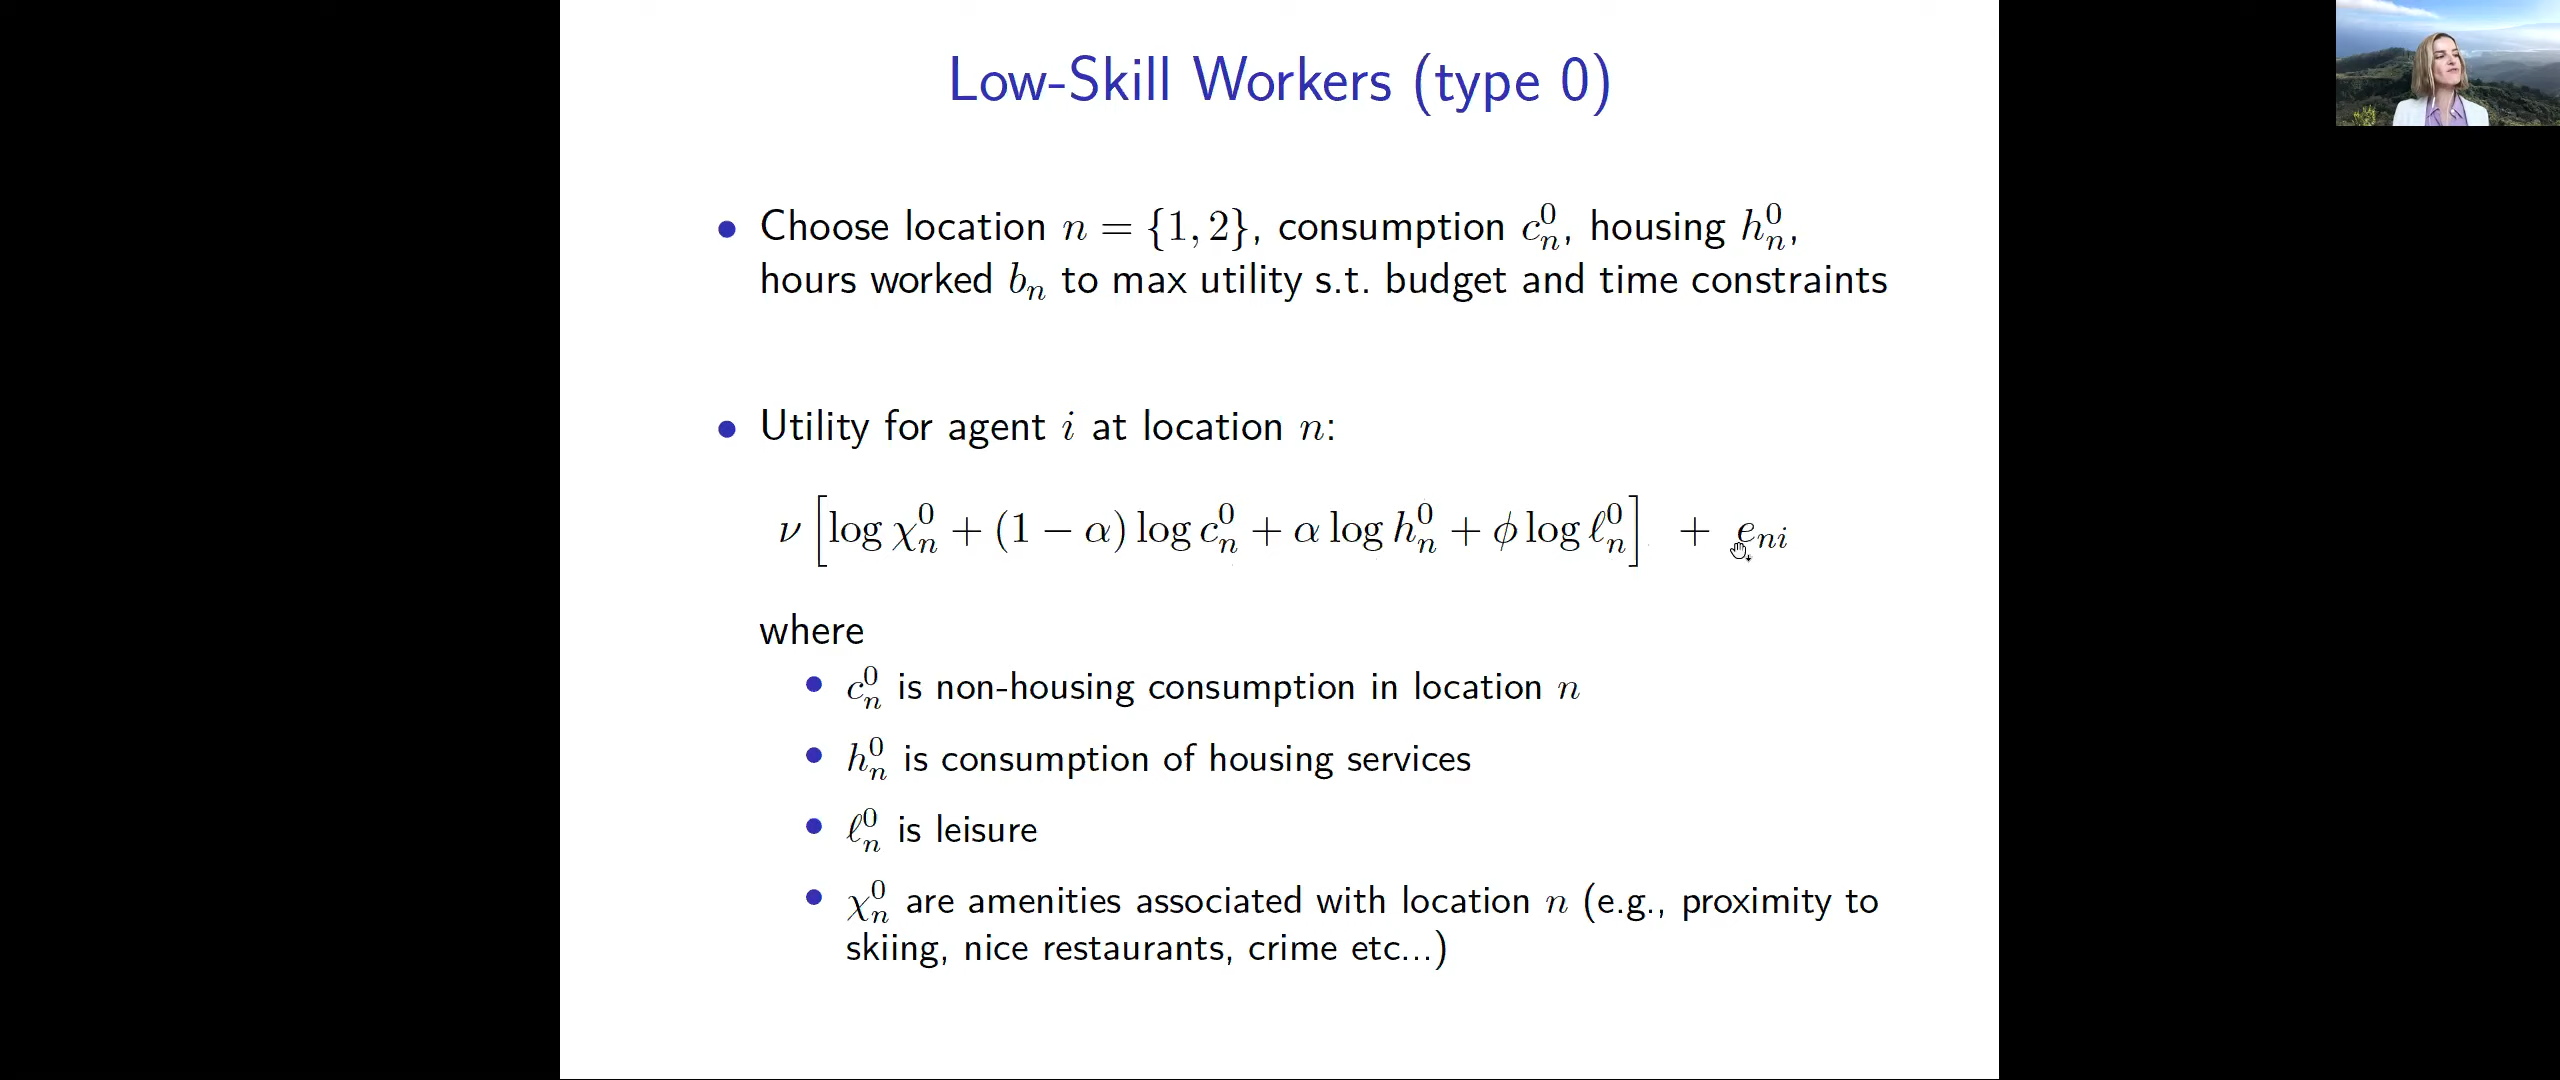 Low-Skill Workers (type 0)
• Choose location n = {1, 2}, consumption c_n^0, housing h_n^0,
hours worked b_n to max utility s.t. budget and time constraints
• Utility for agent i at location n:
ν [log χ_n^0 + (1 − α) log c_n^0 + α log h_n^0 + ϕ log ℓ_n^0] + e_{ni}
where
• c_n^0 is non-housing consumption in location n
• h_n^0 is consumption of housing services
• ℓ_n^0 is leisure
• χ_n^0 are amenities associated with location n (e.g., proximity to
skiing, nice restaurants, crime etc...)